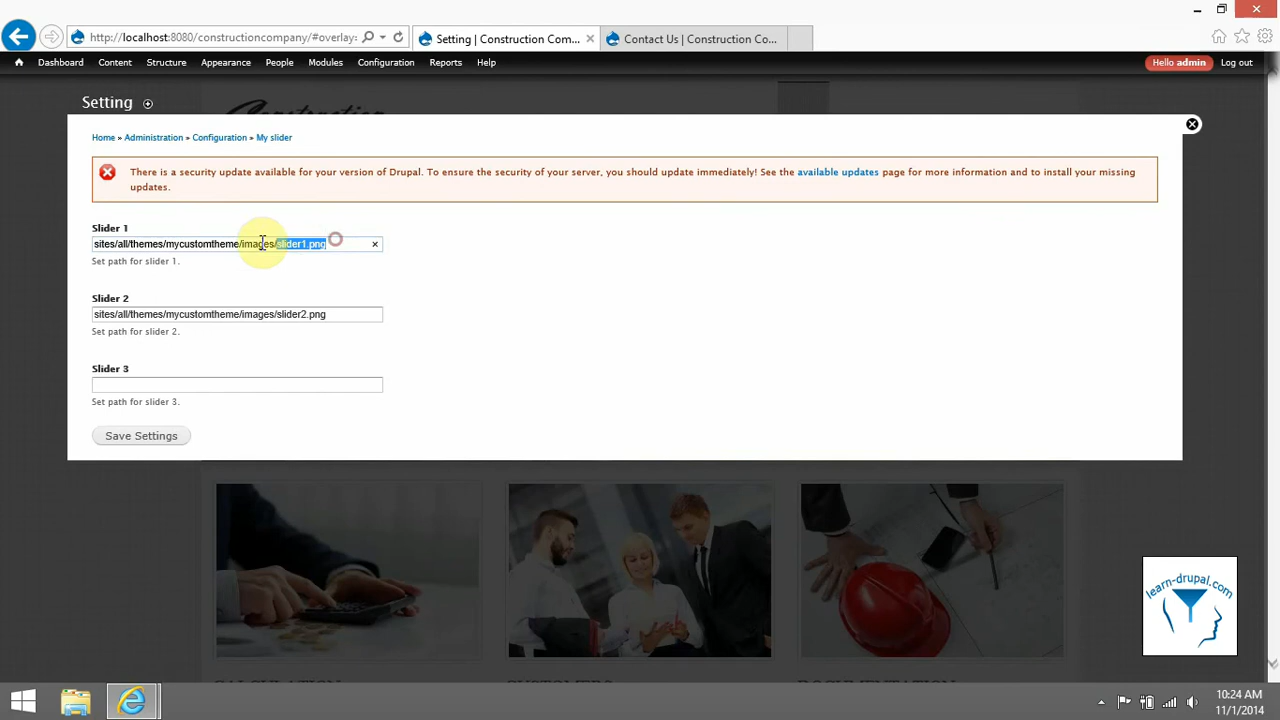 http://localhost:8080/constructioncompany/#overlay=
Setting | Construction Com...
Contact Us | Construction Co...
Dashboard Content Structure Appearance People Modules Configuration Reports Help
Hello admin Log out
Construction
Setting
Home » Administration » Configuration » My slider
There is a security update available for your version of Drupal. To ensure the security of your server, you should update immediately! See the available updates page for more information and to install your missing
updates.
Slider 1
sites/all/themes/mycustomtheme/images/slider1.png
Set path for slider 1.
Slider 2
sites/all/themes/mycustomtheme/images/slider2.png
Set path for slider 2.
Slider 3
Set path for slider 3.
Save Settings
learn-drupal.com
CALCULATION
CUSTOMERS
DOCUMENTATION
10:24 AM
11/1/2014